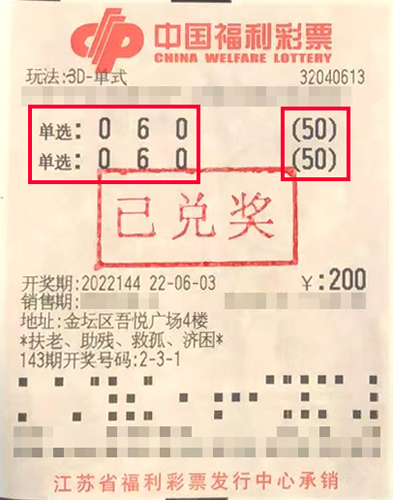 中国福利彩票
CHINA WELFARE LOTTERY
玩法:3D-单式 32040613
单选: 0 6 0 (50)
单选: 0 6 0 (50)
已兑奖
开奖期:2022144 22-06-03 ¥:200
销售期:
地址:金坛区吾悦广场4楼
*扶老、助残、救孤、济困*
143期开奖号码:2-3-1
江苏省福利彩票发行中心承销